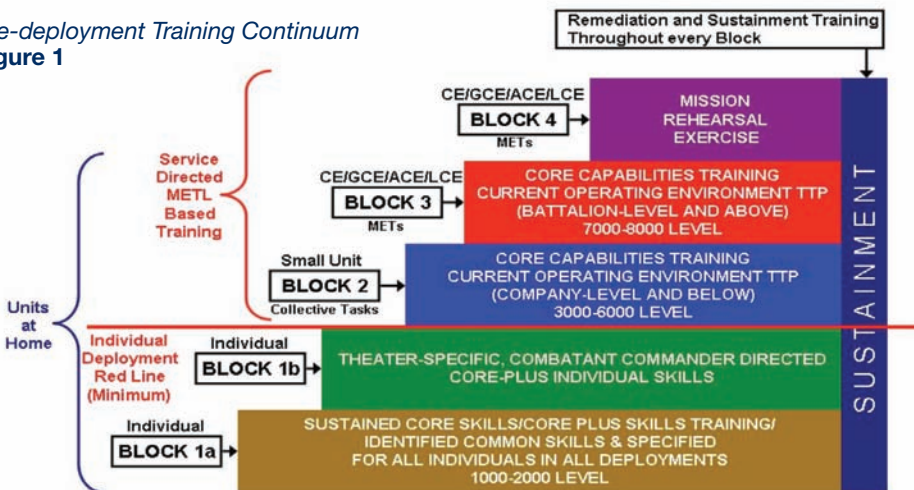 e-deployment Training Continuum
gure 1
Remediation and Sustainment Training
Throughout every Block
CE/GCE/ACE/LCE
BLOCK 4
METs
MISSION
REHEARSAL
EXERCISE
Service
Directed
METL
Based
Training
CE/GCE/ACE/LCE
BLOCK 3
METs
CORE CAPABILITIES TRAINING
CURRENT OPERATING ENVIRONMENT TTP
(BATTALION-LEVEL AND ABOVE)
7000-8000 LEVEL
Small Unit
BLOCK 2
Collective Tasks
CORE CAPABILITIES TRAINING
CURRENT OPERATING ENVIRONMENT TTP
(COMPANY-LEVEL AND BELOW)
3000-6000 LEVEL
Units
at
Home
Individual
Deployment
Red Line
(Minimum)
Individual
BLOCK 1b
THEATER-SPECIFIC, COMBATANT COMMANDER DIRECTED
CORE-PLUS INDIVIDUAL SKILLS
Individual
BLOCK 1a
SUSTAINED CORE SKILLS/CORE PLUS SKILLS TRAINING/
IDENTIFIED COMMON SKILLS & SPECIFIED
FOR ALL INDIVIDUALS IN ALL DEPLOYMENTS
1000-2000 LEVEL
SUSTAINMENT